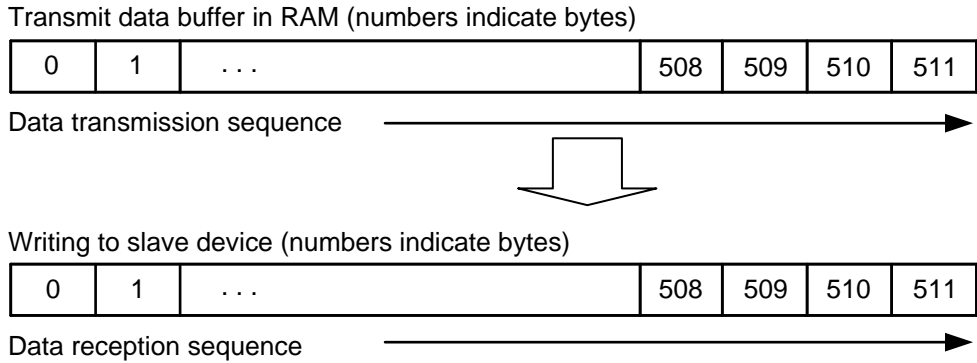 Transmit data buffer in RAM (numbers indicate bytes)
0 1 . . . 508 509 510 511
Data transmission sequence
Writing to slave device (numbers indicate bytes)
0 1 . . . 508 509 510 511
Data reception sequence